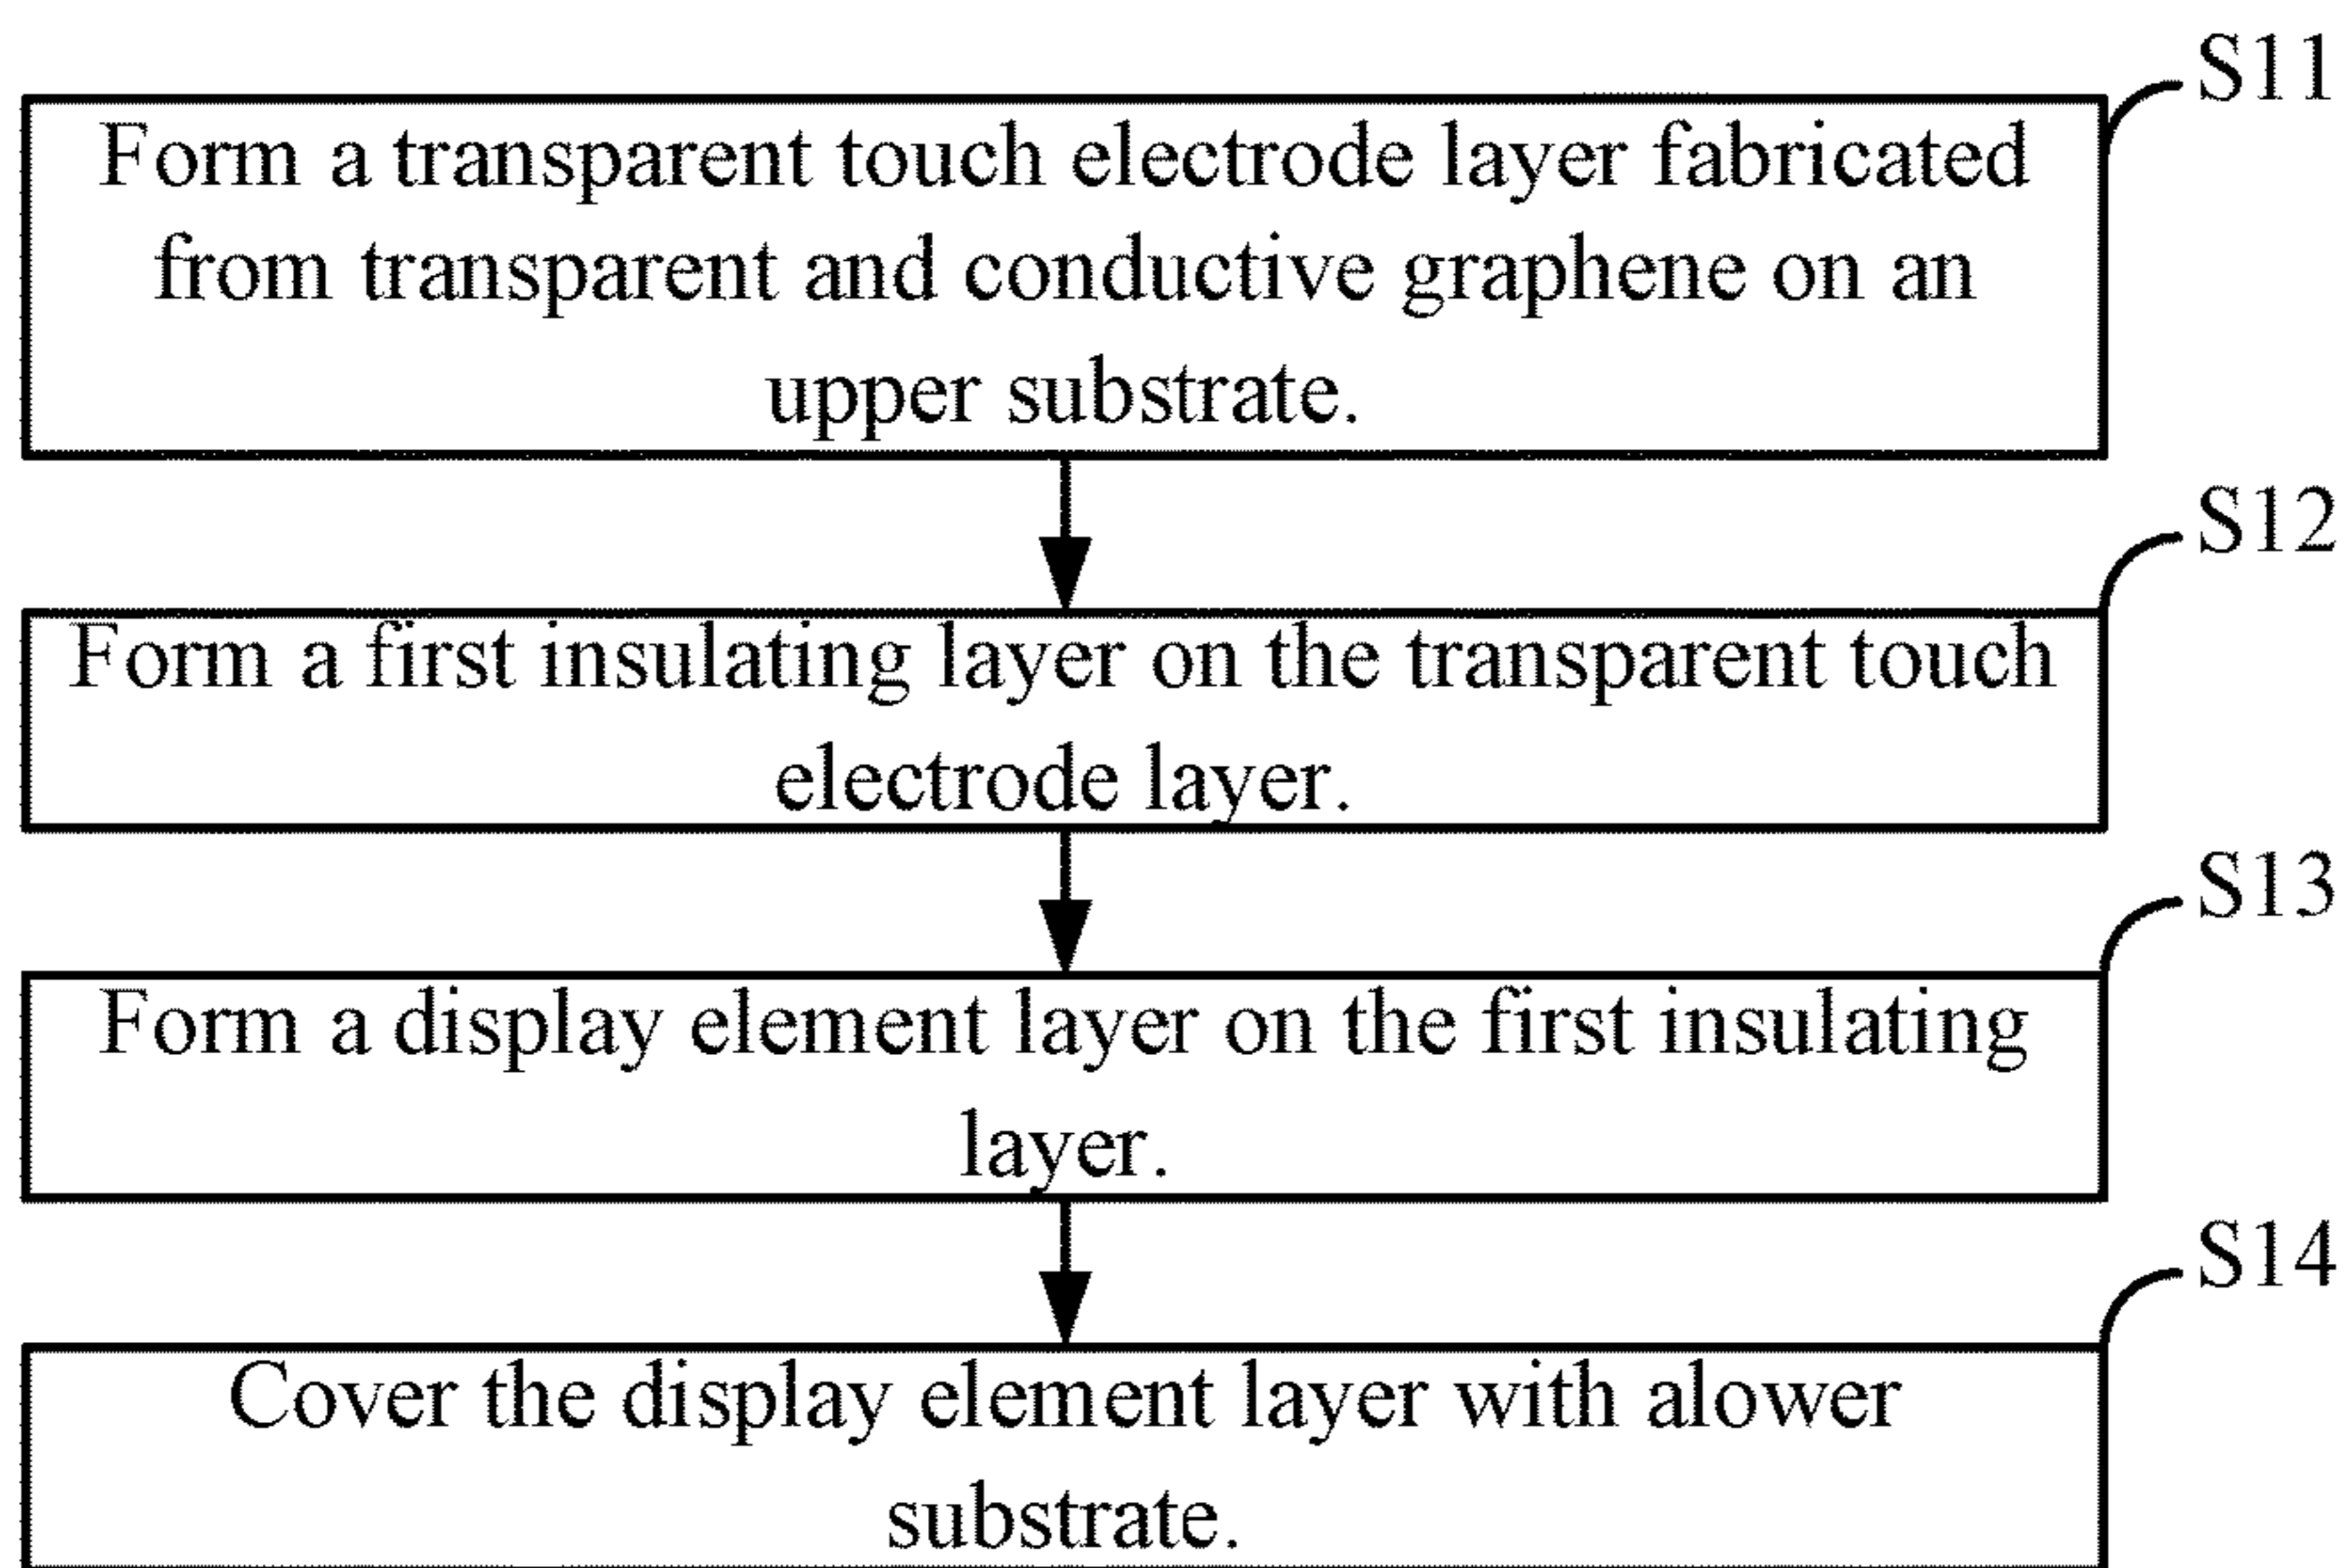 S11
Form a transparent touch electrode layer fabricated
from transparent and conductive graphene on an
upper substrate.
S12
Form a first insulating layer on the transparent touch
electrode layer.
S13
Form a display element layer on the first insulating
layer.
S14
Cover the display element layer with alower
substrate.